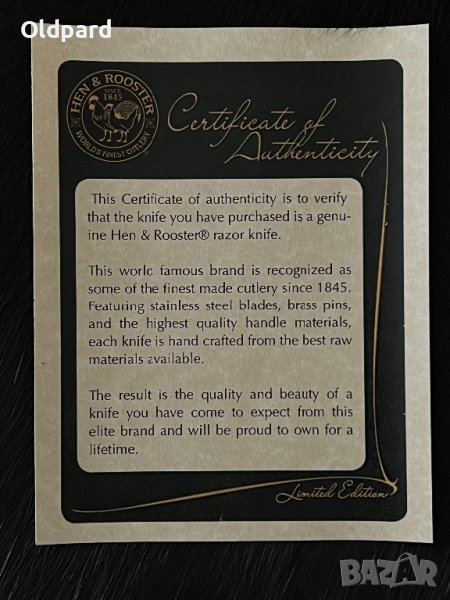 Oldpard
HEN & ROOSTER
SINCE
1845
WORLD'S FINEST CUTLERY
Certificate of
Authenticity
This Certificate of authenticity is to verify
that the knife you have purchased is a genu-
ine Hen & Rooster® razor knife.
This world famous brand is recognized as
some of the finest made cutlery since 1845.
Featuring stainless steel blades, brass pins,
and the highest quality handle materials,
each knife is hand crafted from the best raw
materials available.
The result is the quality and beauty of a
knife you have come to expect from this
elite brand and will be proud to own for a
lifetime.
Limited Edition
BAZAR